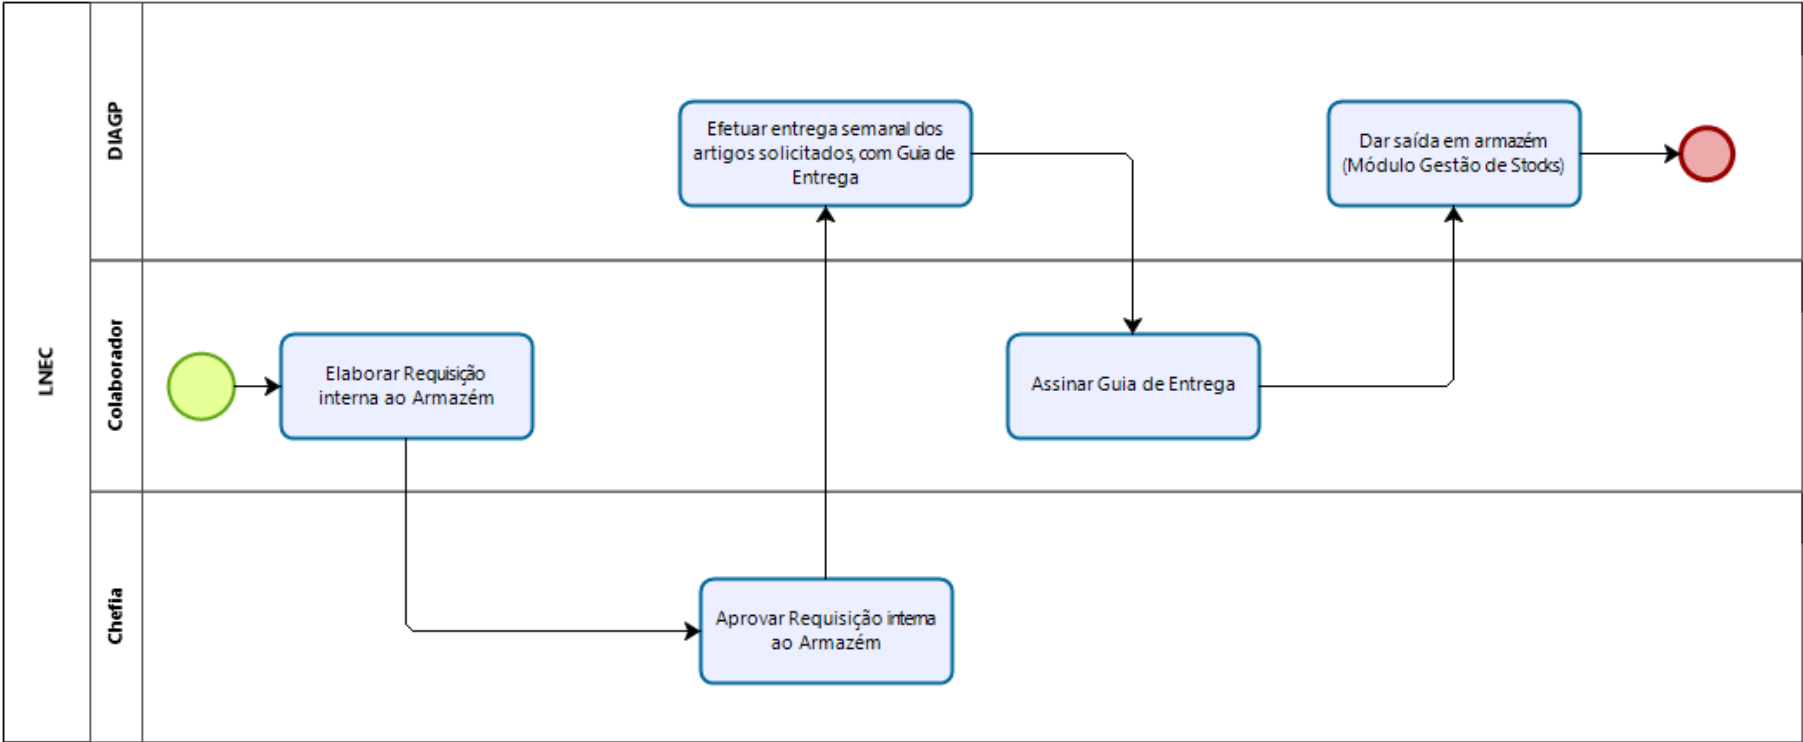 LNEC
DIAGP
Efetuar entrega semanal dos
artigos solicitados, com Guia de
Entrega
Dar saída em armazém
(Módulo Gestão de Stocks)
Colaborador
Elaborar Requisição
interna ao Armazém
Assinar Guia de Entrega
Chefia
Aprovar Requisição interna
ao Armazém